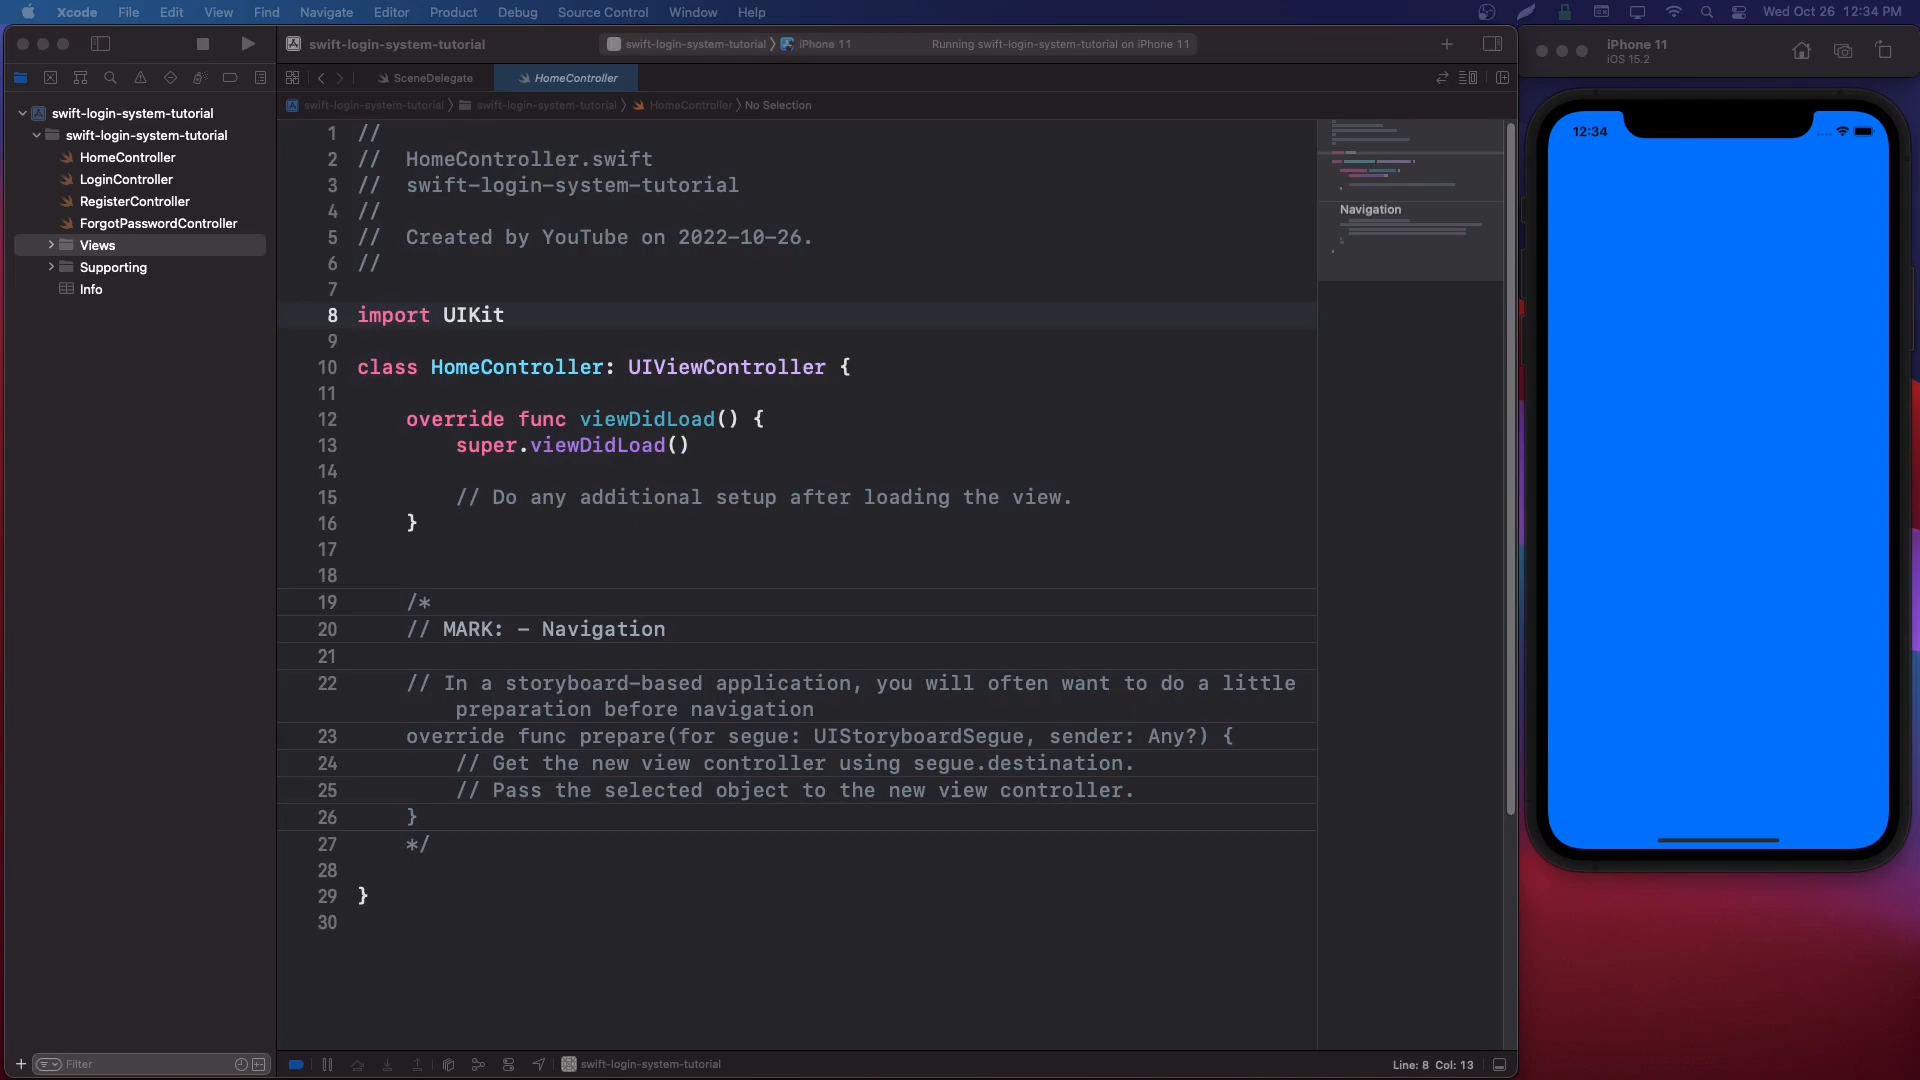 Xcode File Edit View Find Navigate Editor Product Debug Source Control Window Help
Wed Oct 26 12:34 PM
swift-login-system-tutorial
swift-login-system-tutorial
iPhone 11
Running swift-login-system-tutorial on iPhone 11
iPhone 11
iOS 15.2
SceneDelegate
HomeController
swift-login-system-tutorial
swift-login-system-tutorial
HomeController
No Selection
swift-login-system-tutorial
swift-login-system-tutorial
HomeController
LoginController
RegisterController
ForgotPasswordController
Views
Supporting
Info
1 //
2 // HomeController.swift
3 // swift-login-system-tutorial
4 //
5 // Created by YouTube on 2022-10-26.
6 //
7
8 import UIKit
9
10 class HomeController: UIViewController {
11
12 override func viewDidLoad() {
13 super.viewDidLoad()
14
15 // Do any additional setup after loading the view.
16 }
17
18
19 /*
20 // MARK: - Navigation
21
22 // In a storyboard-based application, you will often want to do a little
preparation before navigation
23 override func prepare(for segue: UIStoryboardSegue, sender: Any?) {
24 // Get the new view controller using segue.destination.
25 // Pass the selected object to the new view controller.
26 }
27 */
28
29 }
30
Navigation
12:34
Filter
swift-login-system-tutorial
Line: 8 Col: 13